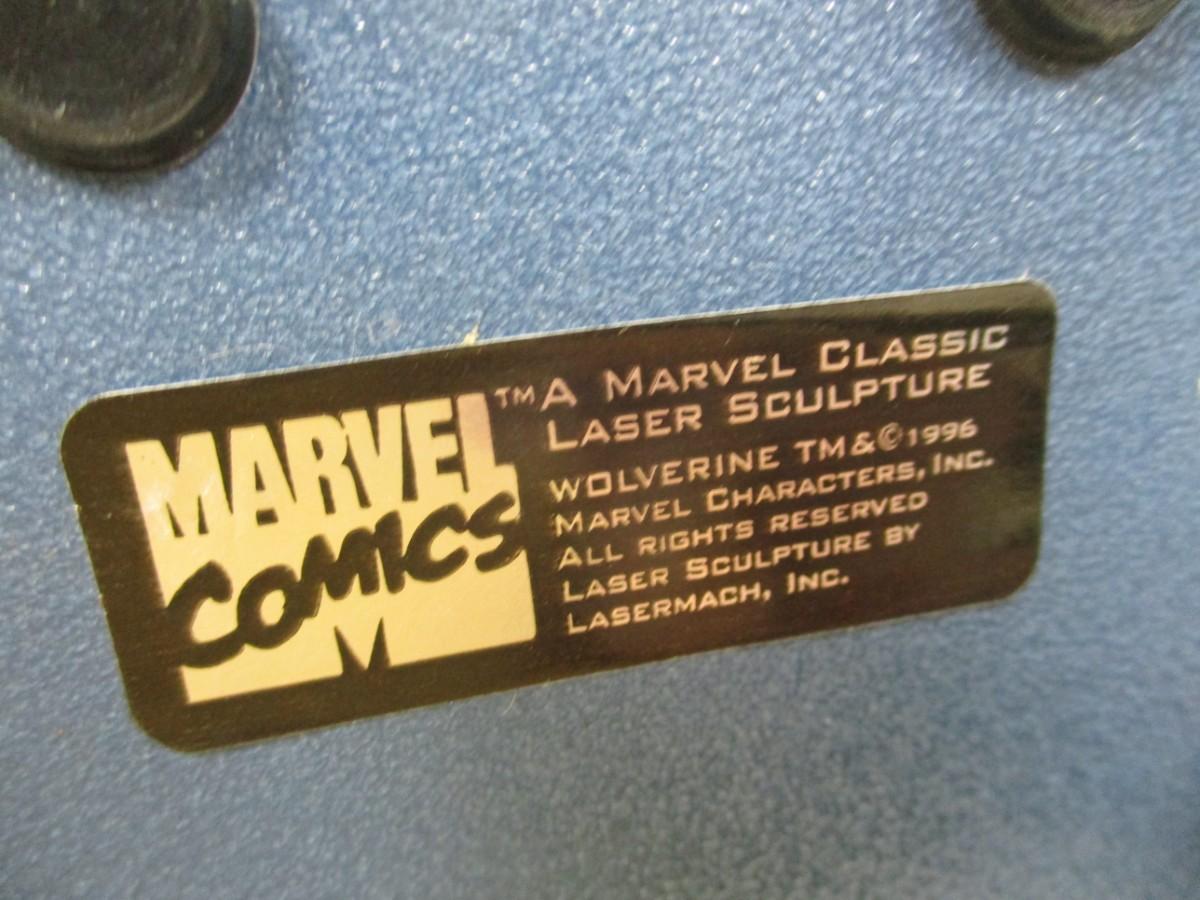 MARVEL
COMICS
M
™A MARVEL CLASSIC
LASER SCULPTURE
WOLVERINE TM&©1996
MARVEL CHARACTERS, INC.
ALL RIGHTS RESERVED
LASER SCULPTURE BY
LASERMACH, INC.